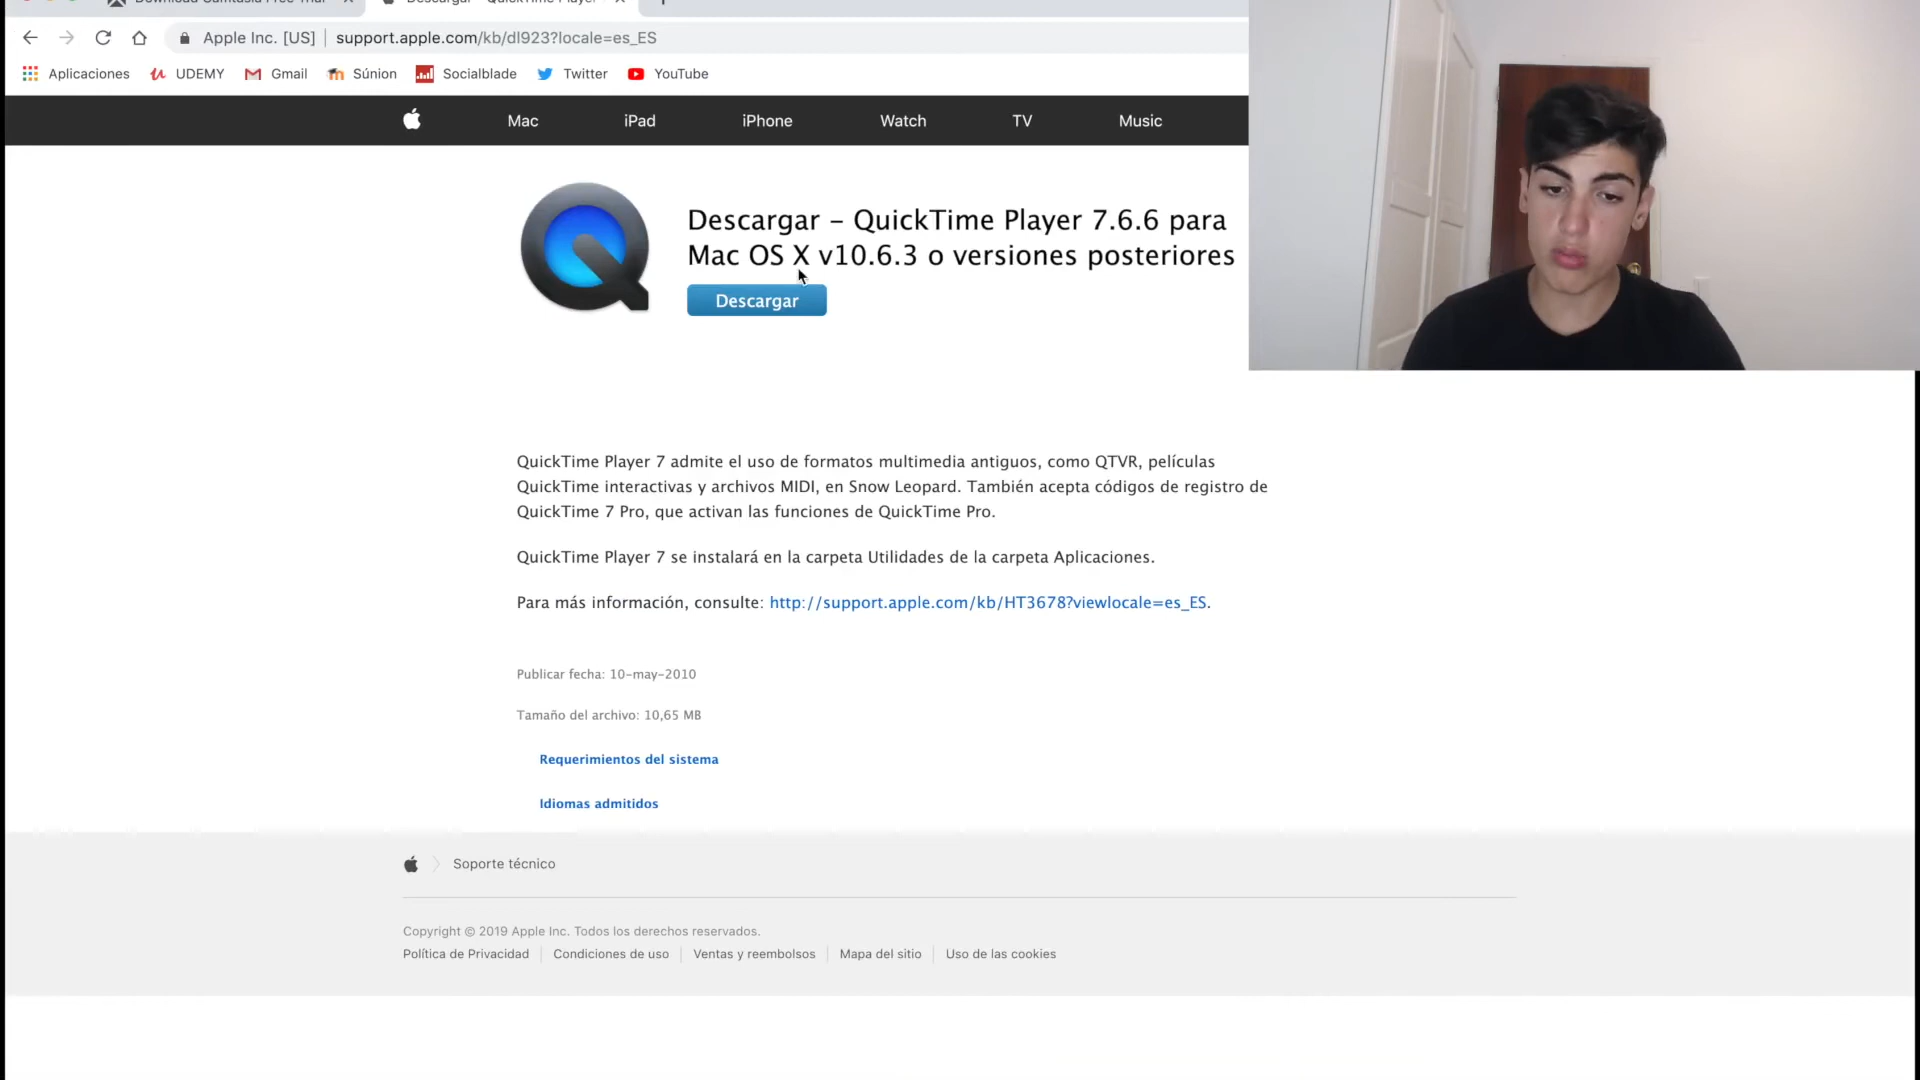 Apple Inc. [US] | support.apple.com/kb/dl923?locale=es_ES
Aplicaciones UDEMY Gmail Súnion Socialblade Twitter YouTube
Mac iPad iPhone Watch TV Music
Descargar - QuickTime Player 7.6.6 para
Mac OS X v10.6.3 o versiones posteriores
Descargar
QuickTime Player 7 admite el uso de formatos multimedia antiguos, como QTVR, películas
QuickTime interactivas y archivos MIDI, en Snow Leopard. También acepta códigos de registro de
QuickTime 7 Pro, que activan las funciones de QuickTime Pro.
QuickTime Player 7 se instalará en la carpeta Utilidades de la carpeta Aplicaciones.
Para más información, consulte: http://support.apple.com/kb/HT3678?viewlocale=es_ES.
Publicar fecha: 10-may-2010
Tamaño del archivo: 10,65 MB
Requerimientos del sistema
Idiomas admitidos
Soporte técnico
Copyright © 2019 Apple Inc. Todos los derechos reservados.
Política de Privacidad | Condiciones de uso | Ventas y reembolsos | Mapa del sitio | Uso de las cookies